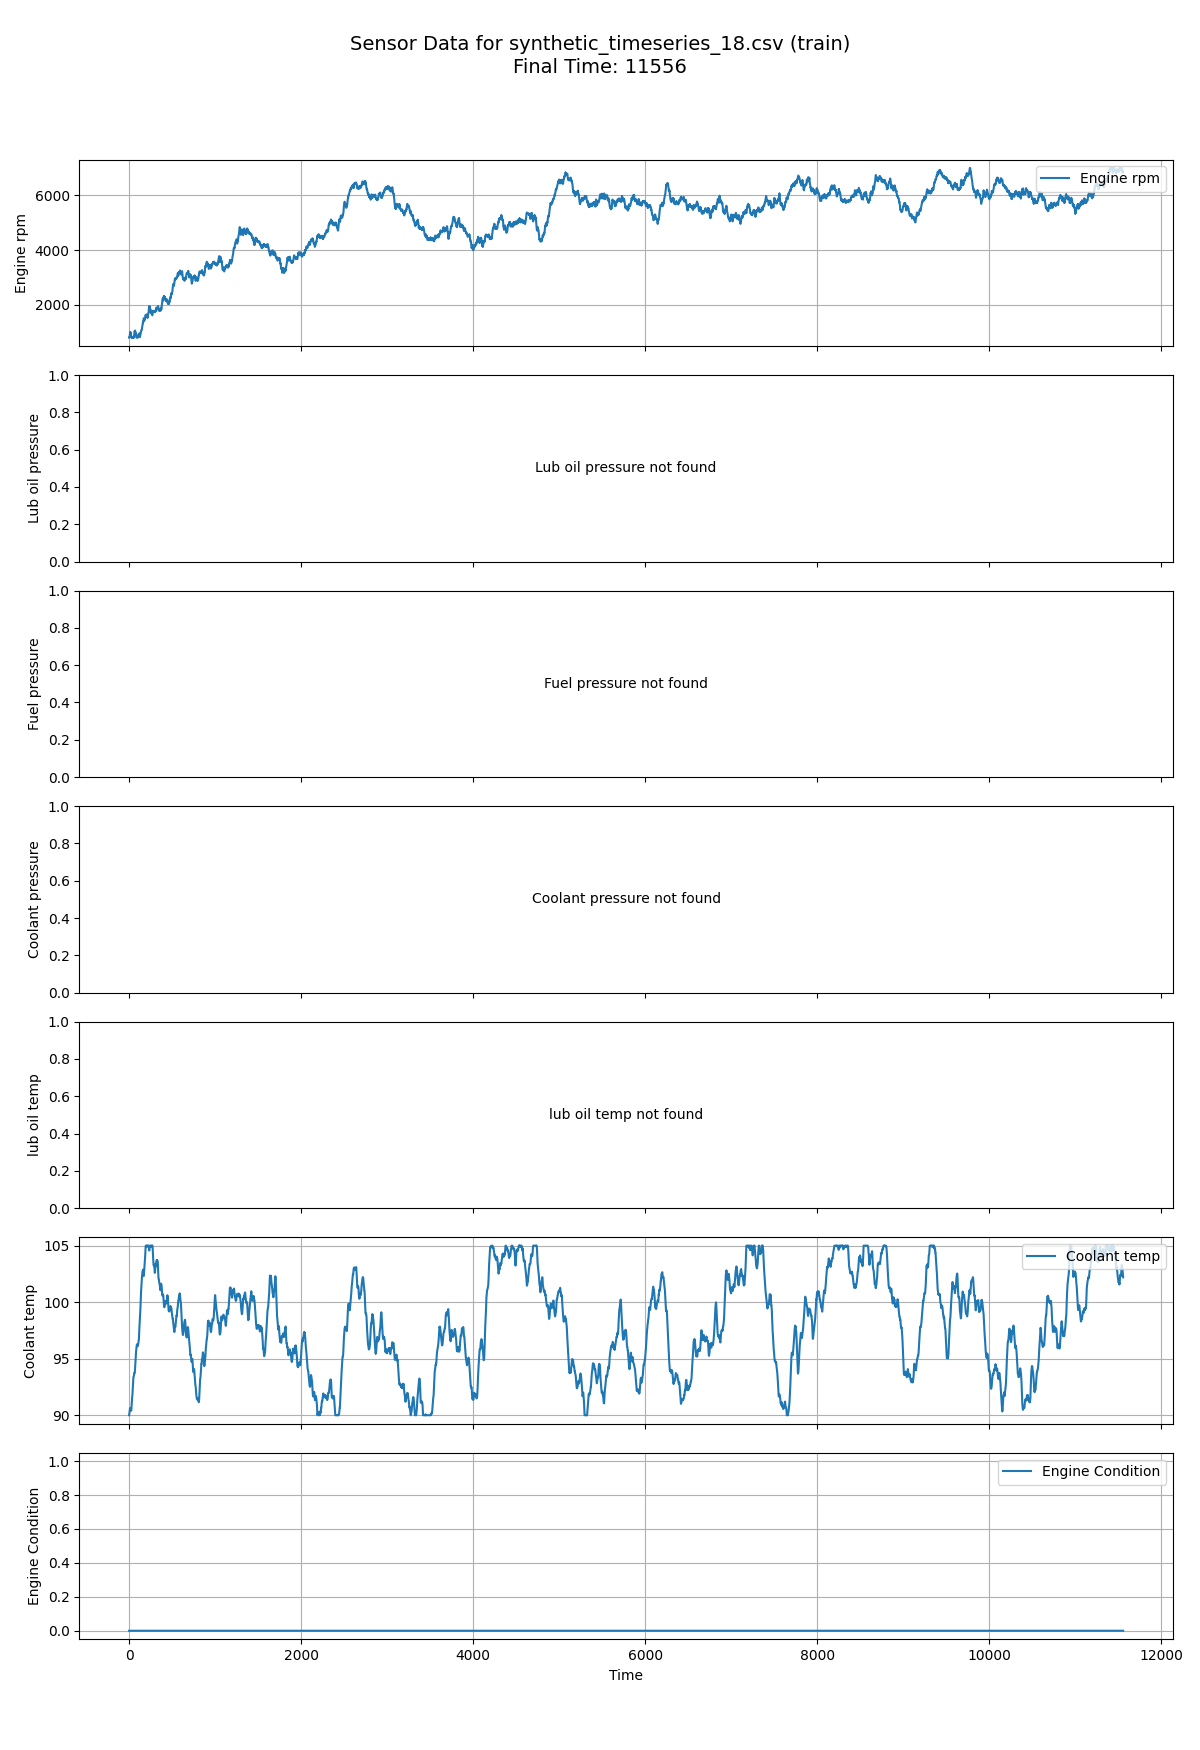 Sensor Data for synthetic_timeseries_18.csv (train)
Final Time: 11556
Engine rpm
6000
4000
2000
Engine rpm
Lub oil pressure
1.0
0.8
0.6
0.4
0.2
0.0
Lub oil pressure not found
Fuel pressure
1.0
0.8
0.6
0.4
0.2
0.0
Fuel pressure not found
Coolant pressure
1.0
0.8
0.6
0.4
0.2
0.0
Coolant pressure not found
lub oil temp
1.0
0.8
0.6
0.4
0.2
0.0
lub oil temp not found
Coolant temp
105
100
95
90
Coolant temp
Engine Condition
1.0
0.8
0.6
0.4
0.2
0.0
Engine Condition
0 2000 4000 6000 8000 10000 12000
Time